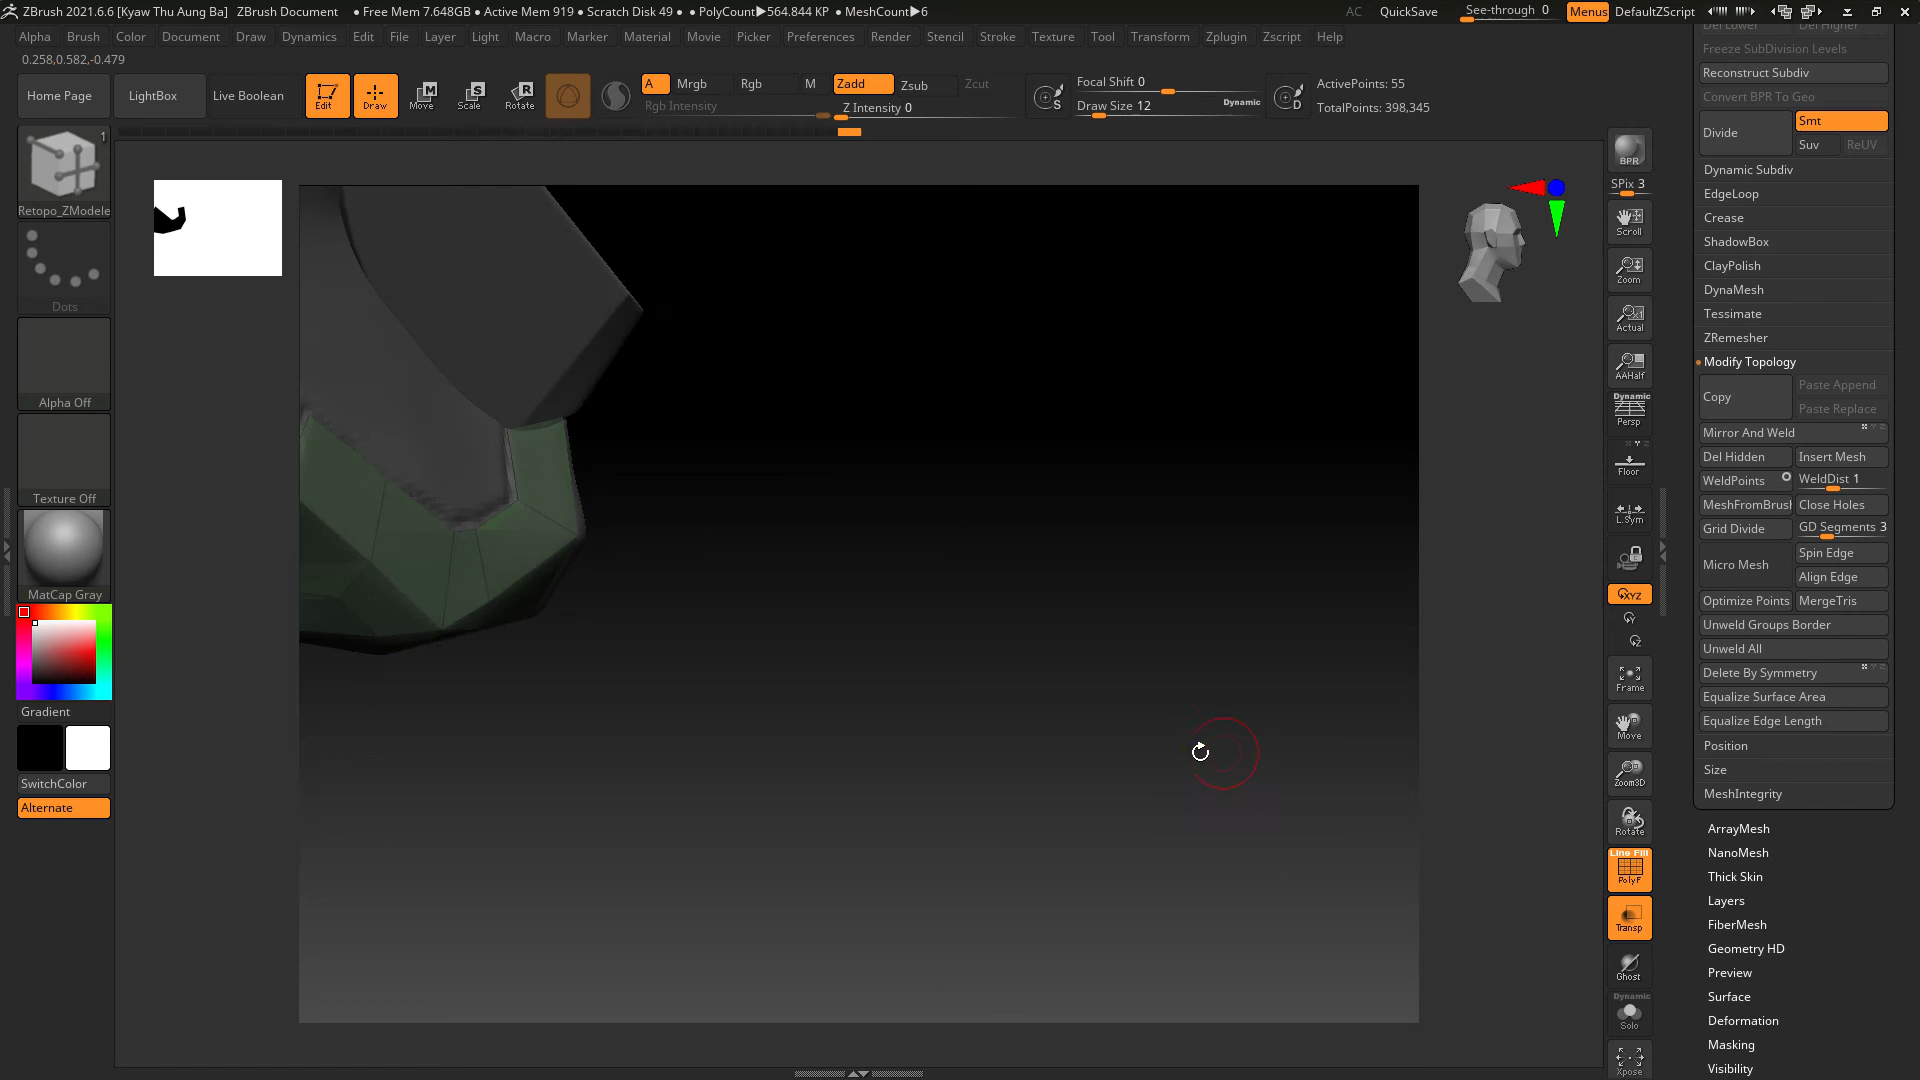 ZBrush 2021.6.6 [Kyaw Thu Aung Ba] ZBrush Document ● Free Mem 7.648GB ● Active Mem 919 ● Scratch Disk 49 ● PolyCount▶564.844 KP ● MeshCount▶6 AC QuickSave See-through 0 Menus DefaultZScript
Alpha Brush Color Document Draw Dynamics Edit File Layer Light Macro Marker Material Movie Picker Preferences Render Stencil Stroke Texture Tool Transform Zplugin Zscript Help
0.258,0.582,-0.479
Home Page LightBox Live Boolean Edit Draw Move Scale Rotate
A Mrgb Rgb M Zadd Zsub Zcut
Rgb Intensity Z Intensity 0
Focal Shift 0
Draw Size 12 Dynamic
S D
ActivePoints: 55
TotalPoints: 398,345
1
Retopo_ZModele
Dots
Alpha Off
Texture Off
MatCap Gray
Gradient
SwitchColor
Alternate
BPR
SPix 3
Scroll
Zoom
Actual
AAHalf
Dynamic
Persp
Floor
L.Sym
XYZ
Y
Z
Frame
Move
Zoom3D
Rotate
Line Fill
PolyF
Transp
Ghost
Dynamic
Solo
Xpose
Del Lower Del Higher
Freeze SubDivision Levels
Reconstruct Subdiv
Convert BPR To Geo
Divide Smt
Suv ReUV
Dynamic Subdiv
EdgeLoop
Crease
ShadowBox
ClayPolish
DynaMesh
Tessimate
ZRemesher
Modify Topology
Copy Paste Append
Paste Replace
Mirror And Weld
Del Hidden Insert Mesh
WeldPoints WeldDist 1
MeshFromBrush Close Holes
Grid Divide GD Segments 3
Micro Mesh Spin Edge
Align Edge
Optimize Points MergeTris
Unweld Groups Border
Unweld All
Delete By Symmetry
Equalize Surface Area
Equalize Edge Length
Position
Size
MeshIntegrity
ArrayMesh
NanoMesh
Thick Skin
Layers
FiberMesh
Geometry HD
Preview
Surface
Deformation
Masking
Visibility